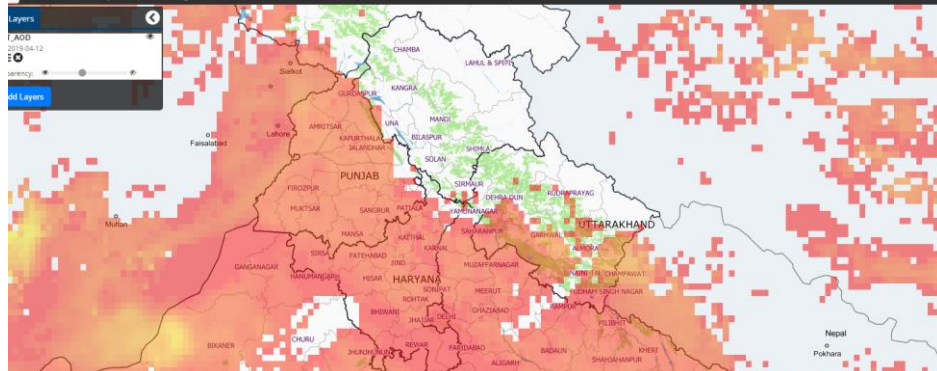 Layers
T_AOD
2019-04-12
parency:
dd Layers
CHAMBA
LAHUL & SPITI
Sialkot
KANGRA
GURDASPUR
MANDI
UNA
AMRITSAR
Lahore
KAPURTHALA
BILASPUR
Faisalabad
JALANDHAR
SHIMLA
SOLAN
PUNJAB
SIRMAUR
FIROZPUR
DEHRA DUN
RUDRAPRAYAG
MUKTSAR
SANGRUR
PATIALA
YAMUNANAGAR
Multan
UTTARAKHAND
MANSA
KAITHAL
SAHARANPUR
GARHWAL
SIRSA
FATEHABAD
KARNAL
ALMORA
GANGANAGAR
JIND
MUZAFFARNAGAR
HANUMANGARH
HISAR
HARYANA
NAINI TAL
CHAMPAWAT
SONIPAT
MEERUT
UDHAM SINGH NAGAR
ROHTAK
BHIWANI
GHAZIABAD
RAMPUR
JHAJJAR
DELHI
PILIBHIT
CHURU
Nepal
BIKANER
REWARI
FARIDABAD
BADAUN
KHERI
JHUNJHUNUN
SHAHJAHANPUR
Pokhara
ALIGARH